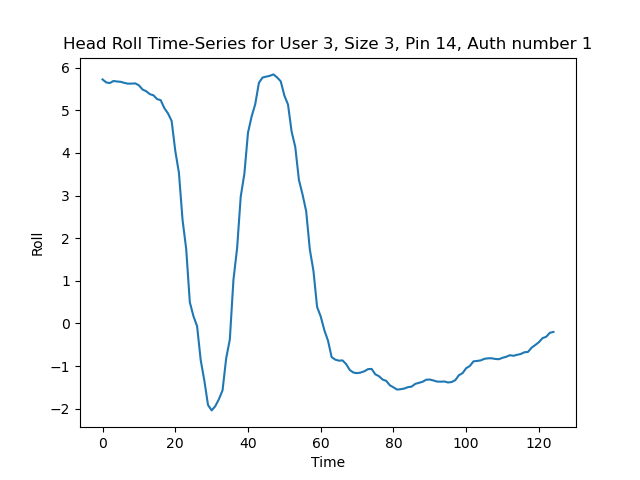 Head Roll Time-Series for User 3, Size 3, Pin 14, Auth number 1
6
5
4
3
2
1
0
−1
−2
Roll
0 20 40 60 80 100 120
Time